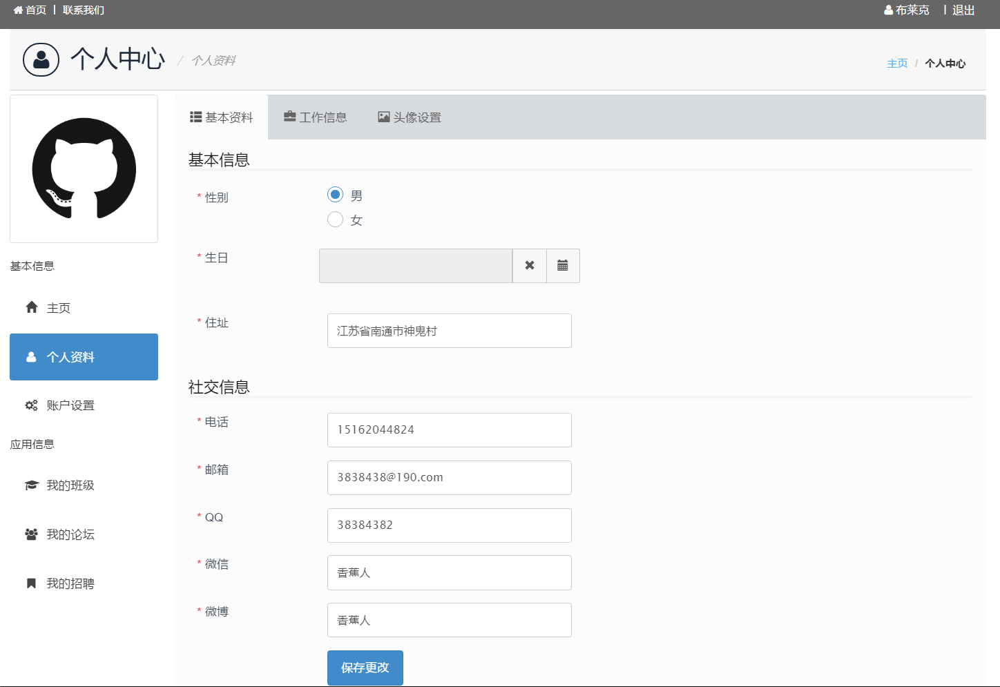 首页 | 联系我们
布莱克 | 退出
个人中心 / 个人资料
主页 / 个人中心
基本信息
主页
个人资料
账户设置
应用信息
我的班级
我的论坛
我的招聘
基本资料 工作信息 头像设置
基本信息
* 性别 男
女
* 生日
* 住址 江苏省南通市神鬼村
社交信息
* 电话 15162044824
* 邮箱 3838438@190.com
* QQ 38384382
* 微信 香蕉人
* 微博 香蕉人
保存更改